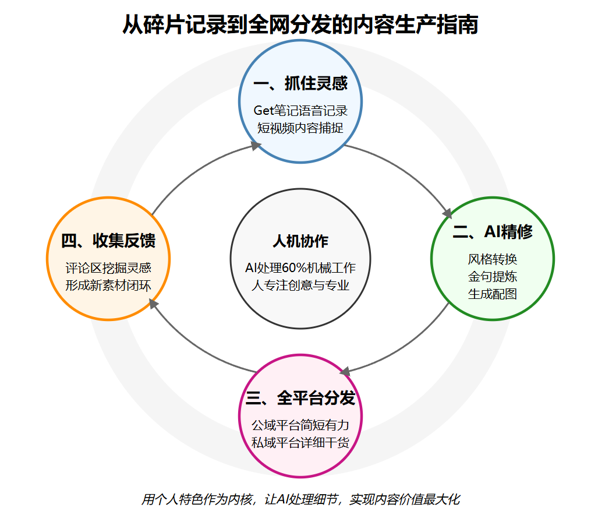 从碎片记录到全网分发的内容生产指南
一、抓住灵感
Get笔记语音记录
短视频内容捕捉
二、AI精修
风格转换
金句提炼
生成配图
三、全平台分发
公域平台简短有力
私域平台详细干货
四、收集反馈
评论区挖掘灵感
形成新素材闭环
人机协作
AI处理60%机械工作
人专注创意与专业
用个人特色作为内核，让AI处理细节，实现内容价值最大化